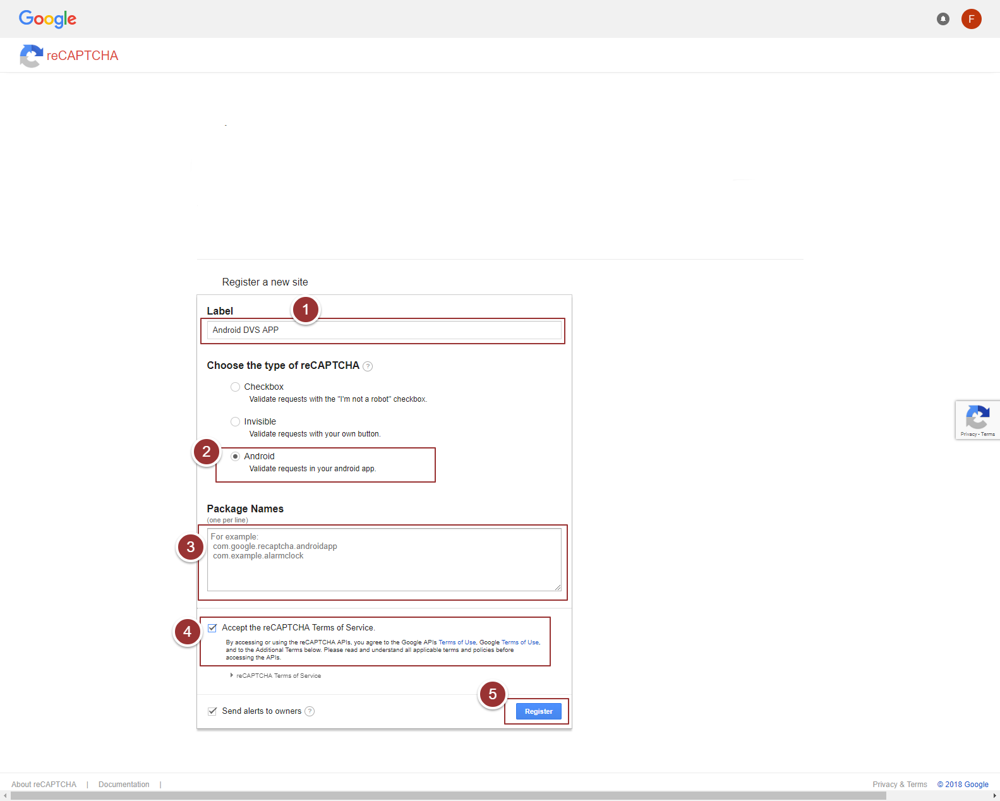 Google
F
reCAPTCHA
Register a new site
1
Label
Android DVS APP
Choose the type of reCAPTCHA ?
Checkbox
Validate requests with the "I'm not a robot" checkbox.
Invisible
Validate requests with your own button.
2
Android
Validate requests in your android app.
Package Names
(one per line)
3
For example:
com.google.recaptcha.androidapp
com.example.alarmclock
4
Accept the reCAPTCHA Terms of Service.
By accessing or using the reCAPTCHA APIs, you agree to the Google APIs Terms of Use, Google Terms of Use,
and to the Additional Terms below. Please read and understand all applicable terms and policies before
accessing the APIs.
reCAPTCHA Terms of Service
5
Send alerts to owners ?
Register
Privacy - Terms
About reCAPTCHA | Documentation |
Privacy & Terms © 2018 Google